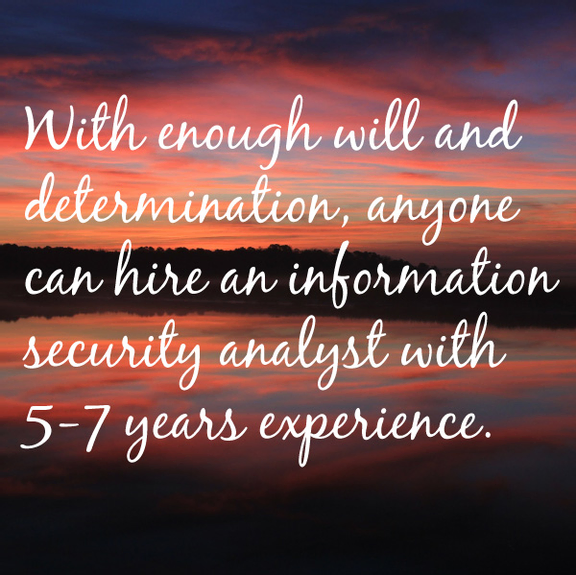 With enough will and
determination, anyone
can hire an information
security analyst with
5-7 years experience.